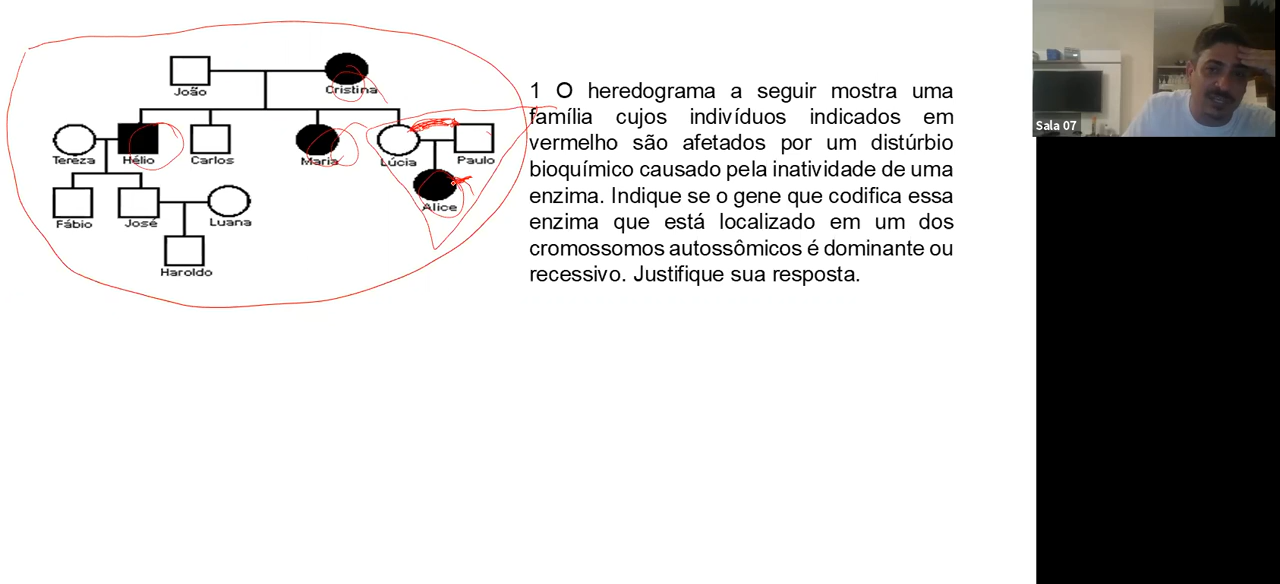 João
Cristina
Tereza
Hélio
Carlos
Maria
Lúcia
Paulo
Fábio
José
Luana
Alice
Haroldo
1 O heredograma a seguir mostra uma
família cujos indivíduos indicados em
vermelho são afetados por um distúrbio
bioquímico causado pela inatividade de uma
enzima. Indique se o gene que codifica essa
enzima que está localizado em um dos
cromossomos autossômicos é dominante ou
recessivo. Justifique sua resposta.
Sala 07